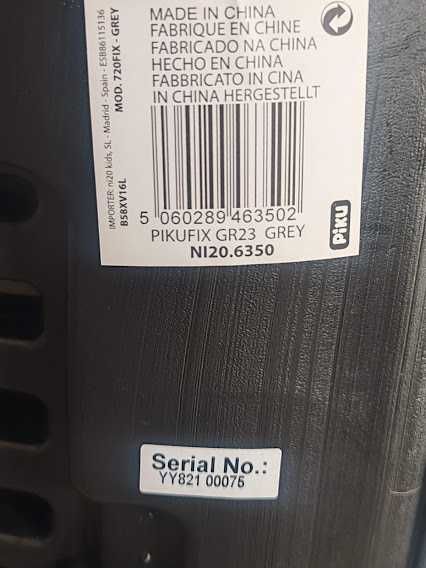 MADE IN CHINA
FABRIQUE EN CHINE
FABRICADO NA CHINA
HECHO EN CHINA
FABBRICATO IN CINA
IN CHINA HERGESTELLT
5 060289 463502
PIKUFIX GR23 GREY
NI20.6350
IMPORTER: ni20 kids, SL - Madrid - Spain - ESB86115136
MOD. 720FIX - GREY
B58XV16L
PiKU
Serial No.:
YY821 00075